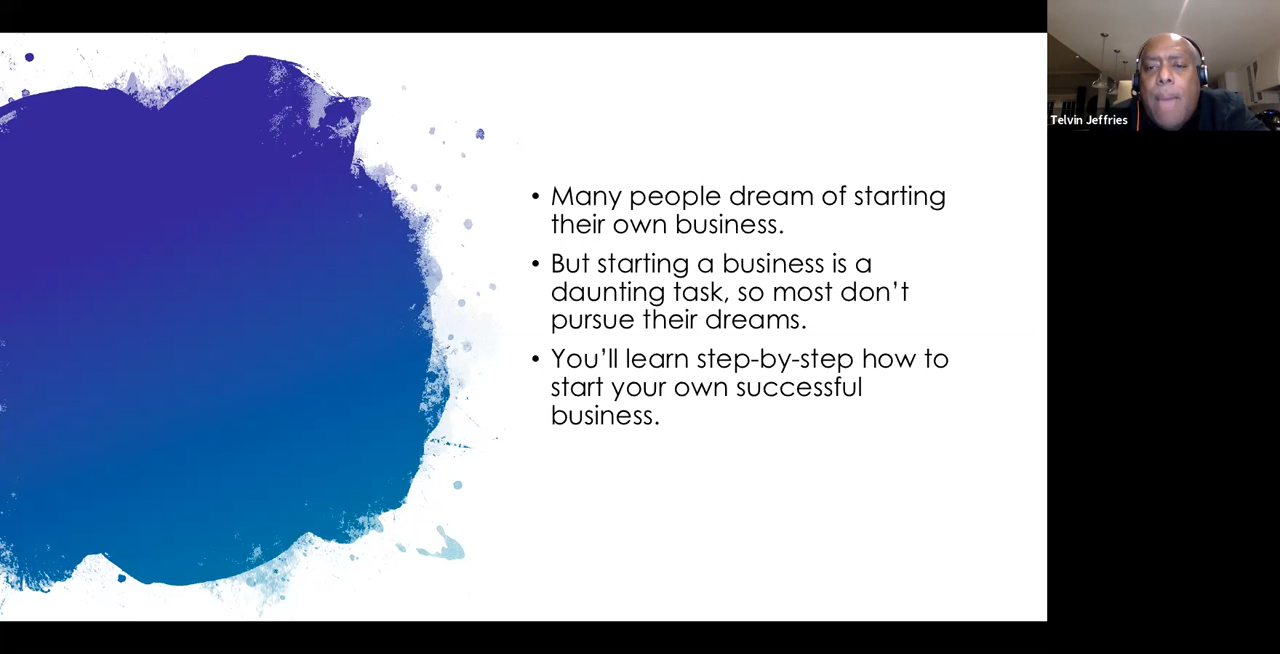 • Many people dream of starting
their own business.
• But starting a business is a
daunting task, so most don’t
pursue their dreams.
• You’ll learn step-by-step how to
start your own successful
business.
Telvin Jeffries